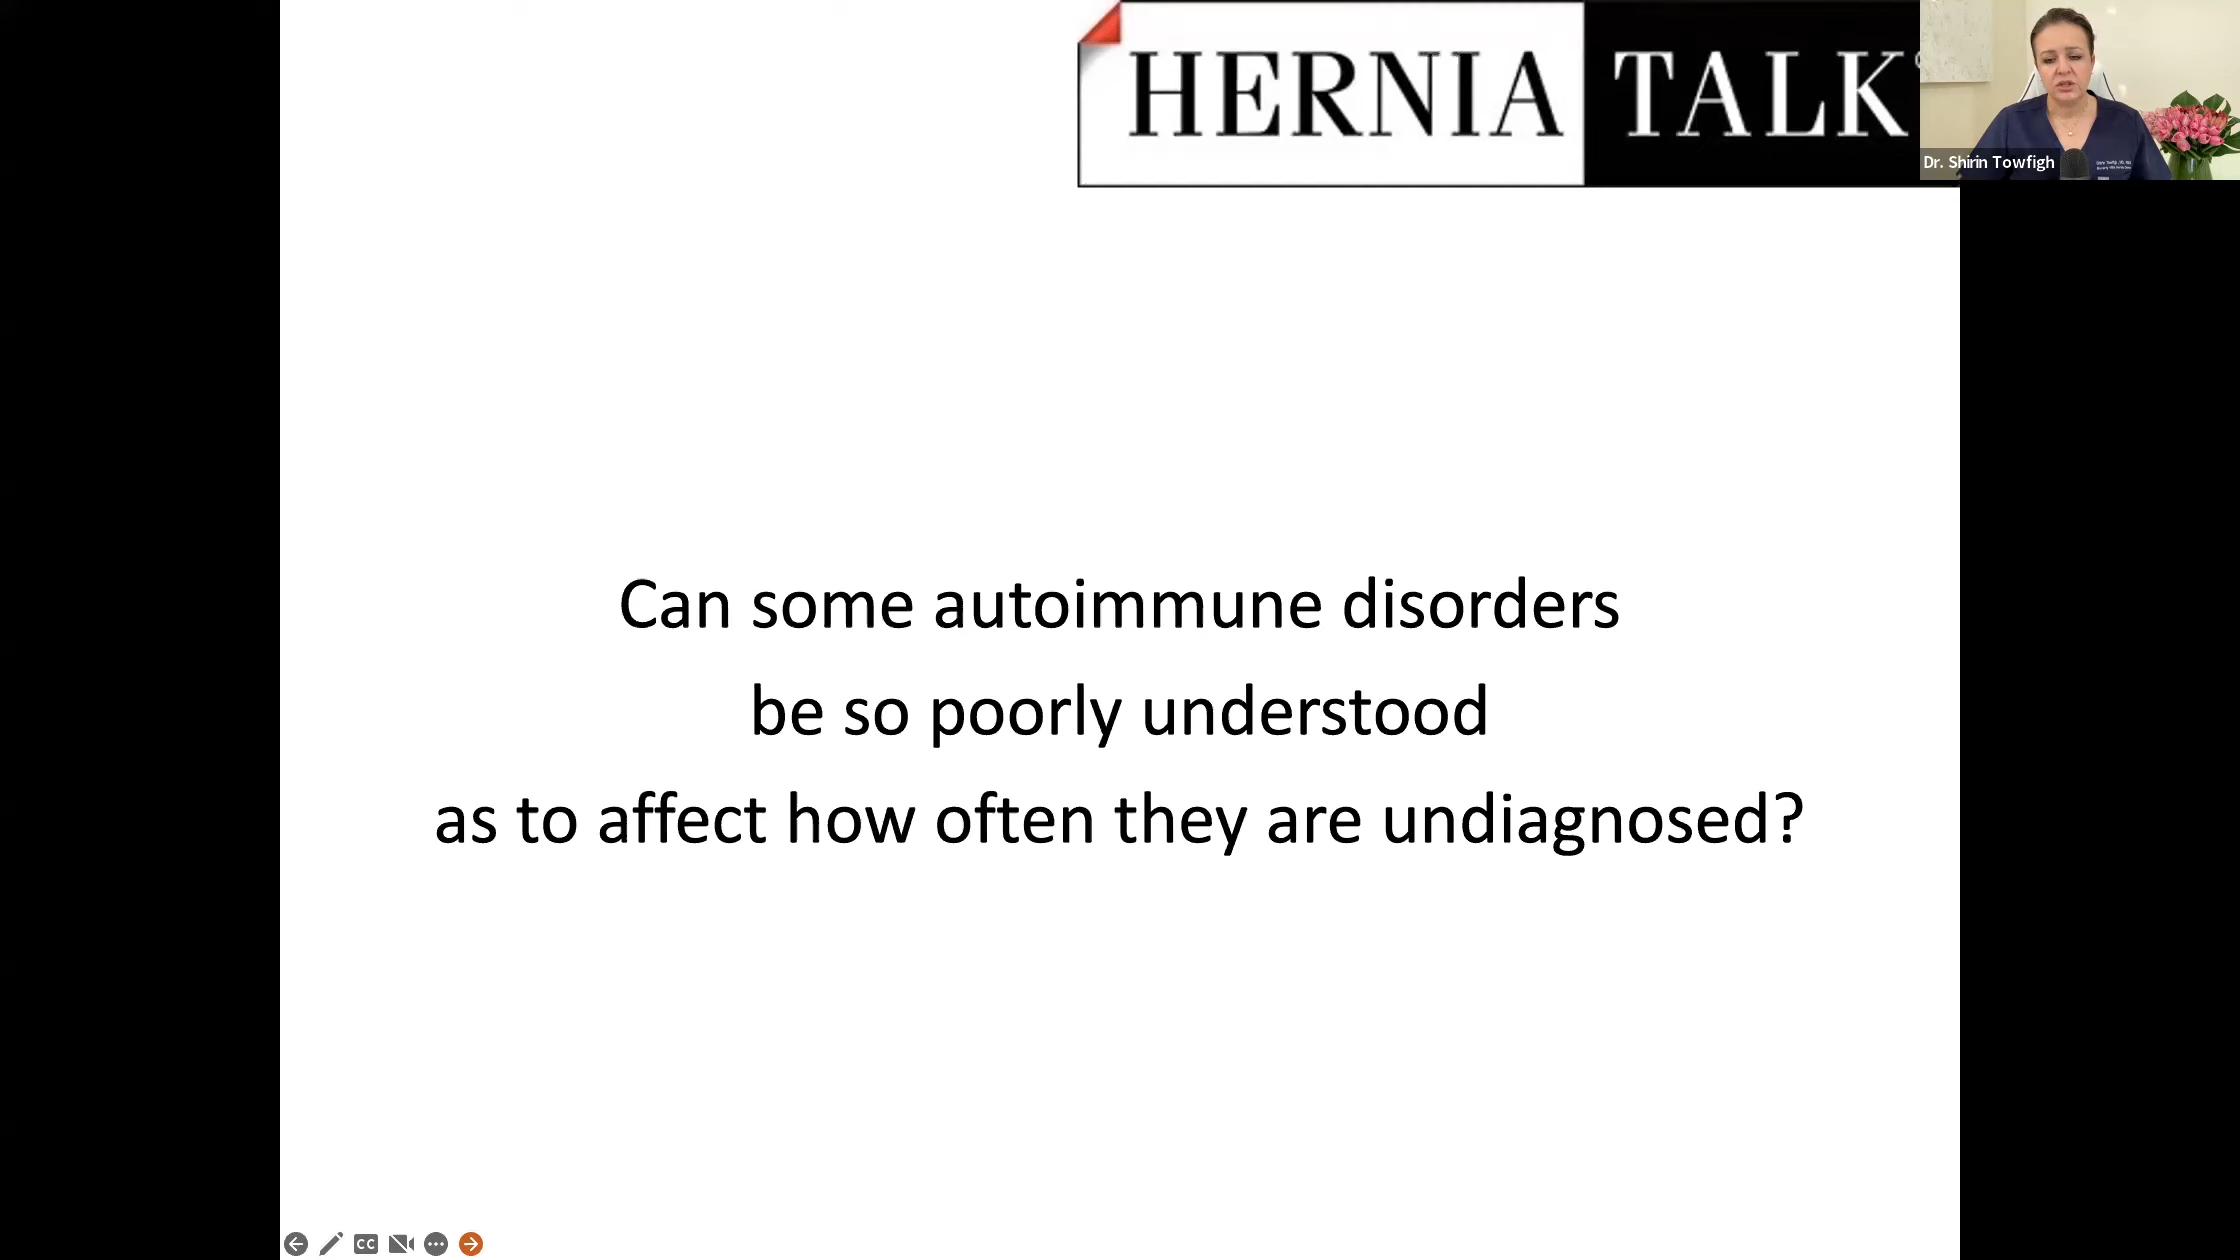 HERNIA TALK
Dr. Shirin Towfigh
Can some autoimmune disorders
be so poorly understood
as to affect how often they are undiagnosed?
CC